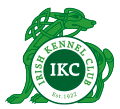 IRISH KENNEL CLUB
IKC
Est. 1922